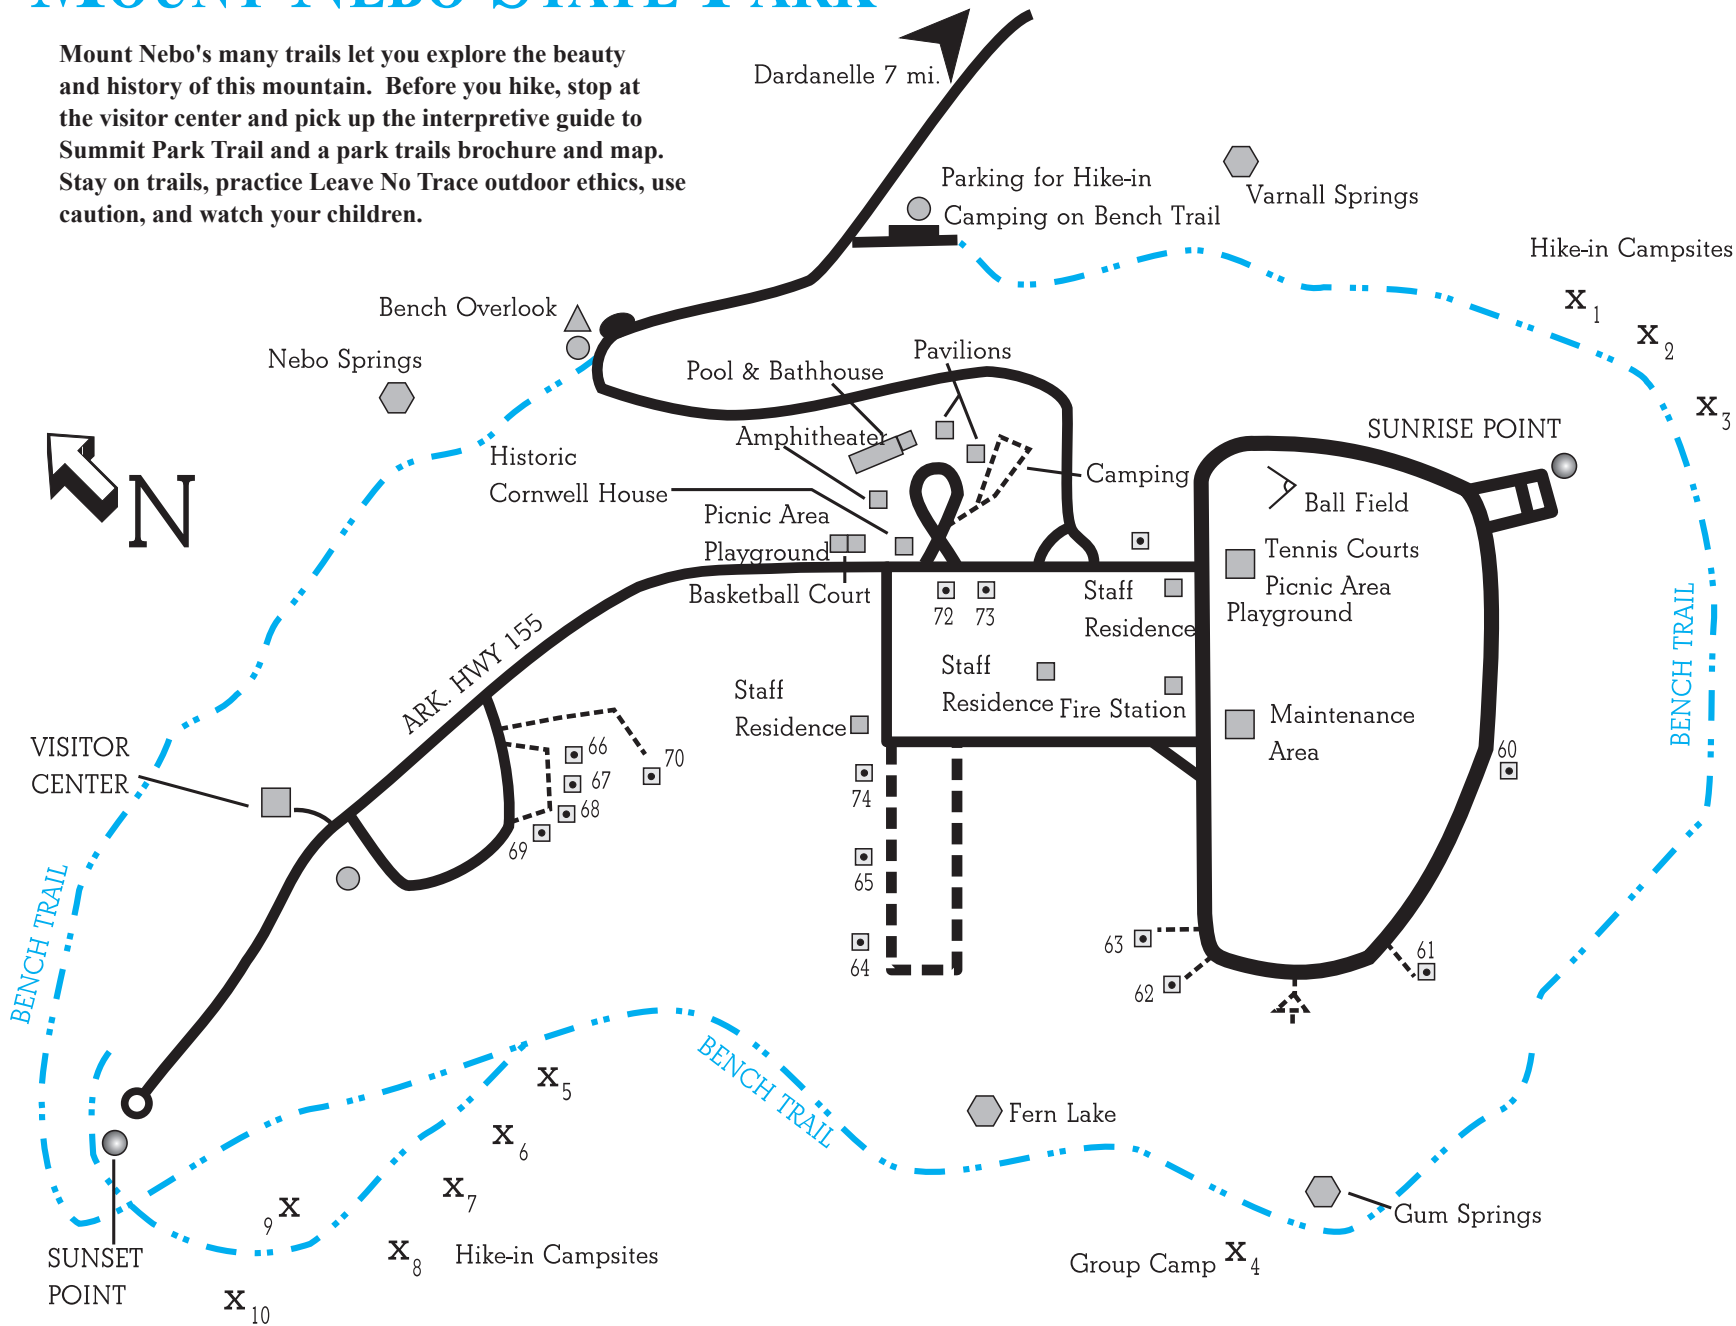 MOUNT NEBO STATE PARK
Mount Nebo's many trails let you explore the beauty
and history of this mountain. Before you hike, stop at
the visitor center and pick up the interpretive guide to
Summit Park Trail and a park trails brochure and map.
Stay on trails, practice Leave No Trace outdoor ethics, use
caution, and watch your children.
Dardanelle 7 mi.
Parking for Hike-in
Camping on Bench Trail
Varnall Springs
Hike-in Campsites
x 1
x 2
x 3
Bench Overlook
Nebo Springs
Pavilions
Pool & Bathhouse
Amphitheater
Historic
Cornwell House
Camping
SUNRISE POINT
Ball Field
N
Picnic Area
Playground
Basketball Court
Tennis Courts
Picnic Area
Playground
72
73
Staff
Residence
Staff
Residence
Fire Station
Staff
Residence
Maintenance
Area
ARK. HWY 155
BENCH TRAIL
VISITOR
CENTER
66
67
68
69
70
74
65
64
60
63
62
61
BENCH TRAIL
BENCH TRAIL
x 5
x 6
x 7
x 8
9 x
x 10
Hike-in Campsites
SUNSET
POINT
Fern Lake
Gum Springs
Group Camp x 4